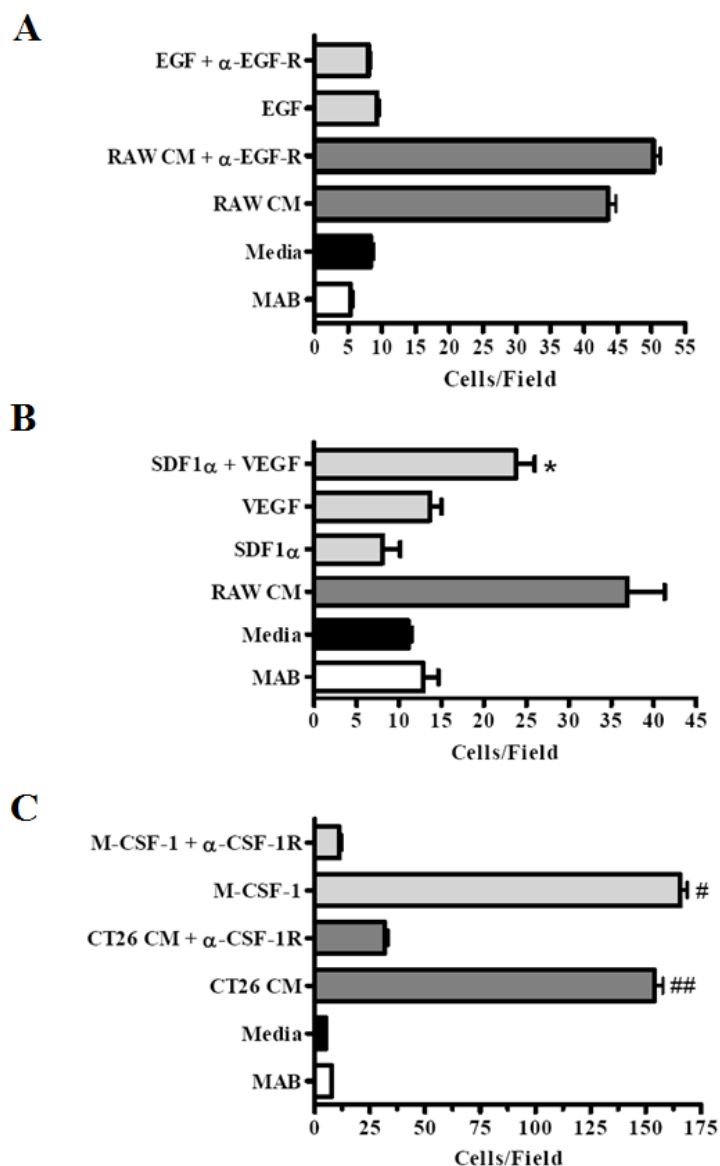 A
EGF + α-EGF-R
EGF
RAW CM + α-EGF-R
RAW CM
Media
MAB
0 5 10 15 20 25 30 35 40 45 50 55
Cells/Field
B
SDF1α + VEGF
*
VEGF
SDF1α
RAW CM
Media
MAB
0 5 10 15 20 25 30 35 40 45
Cells/Field
C
M-CSF-1 + α-CSF-1R
M-CSF-1
#
CT26 CM + α-CSF-1R
CT26 CM
##
Media
MAB
0 25 50 75 100 125 150 175
Cells/Field